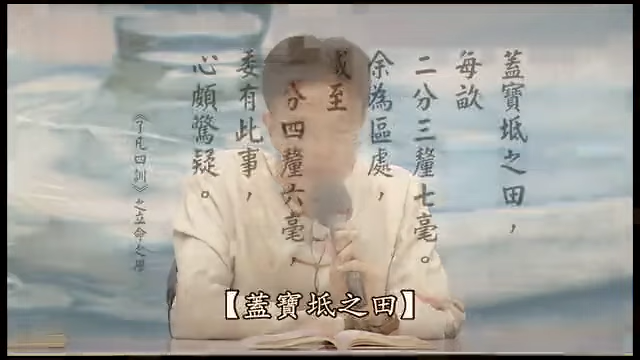 蓋寶坻之田，
每畝
二分三釐七毫。
余為區處，
減至
一分四釐六毫，
委有此事，
心頗驚疑。
《了凡四訓》之立命之學
【蓋寶坻之田】